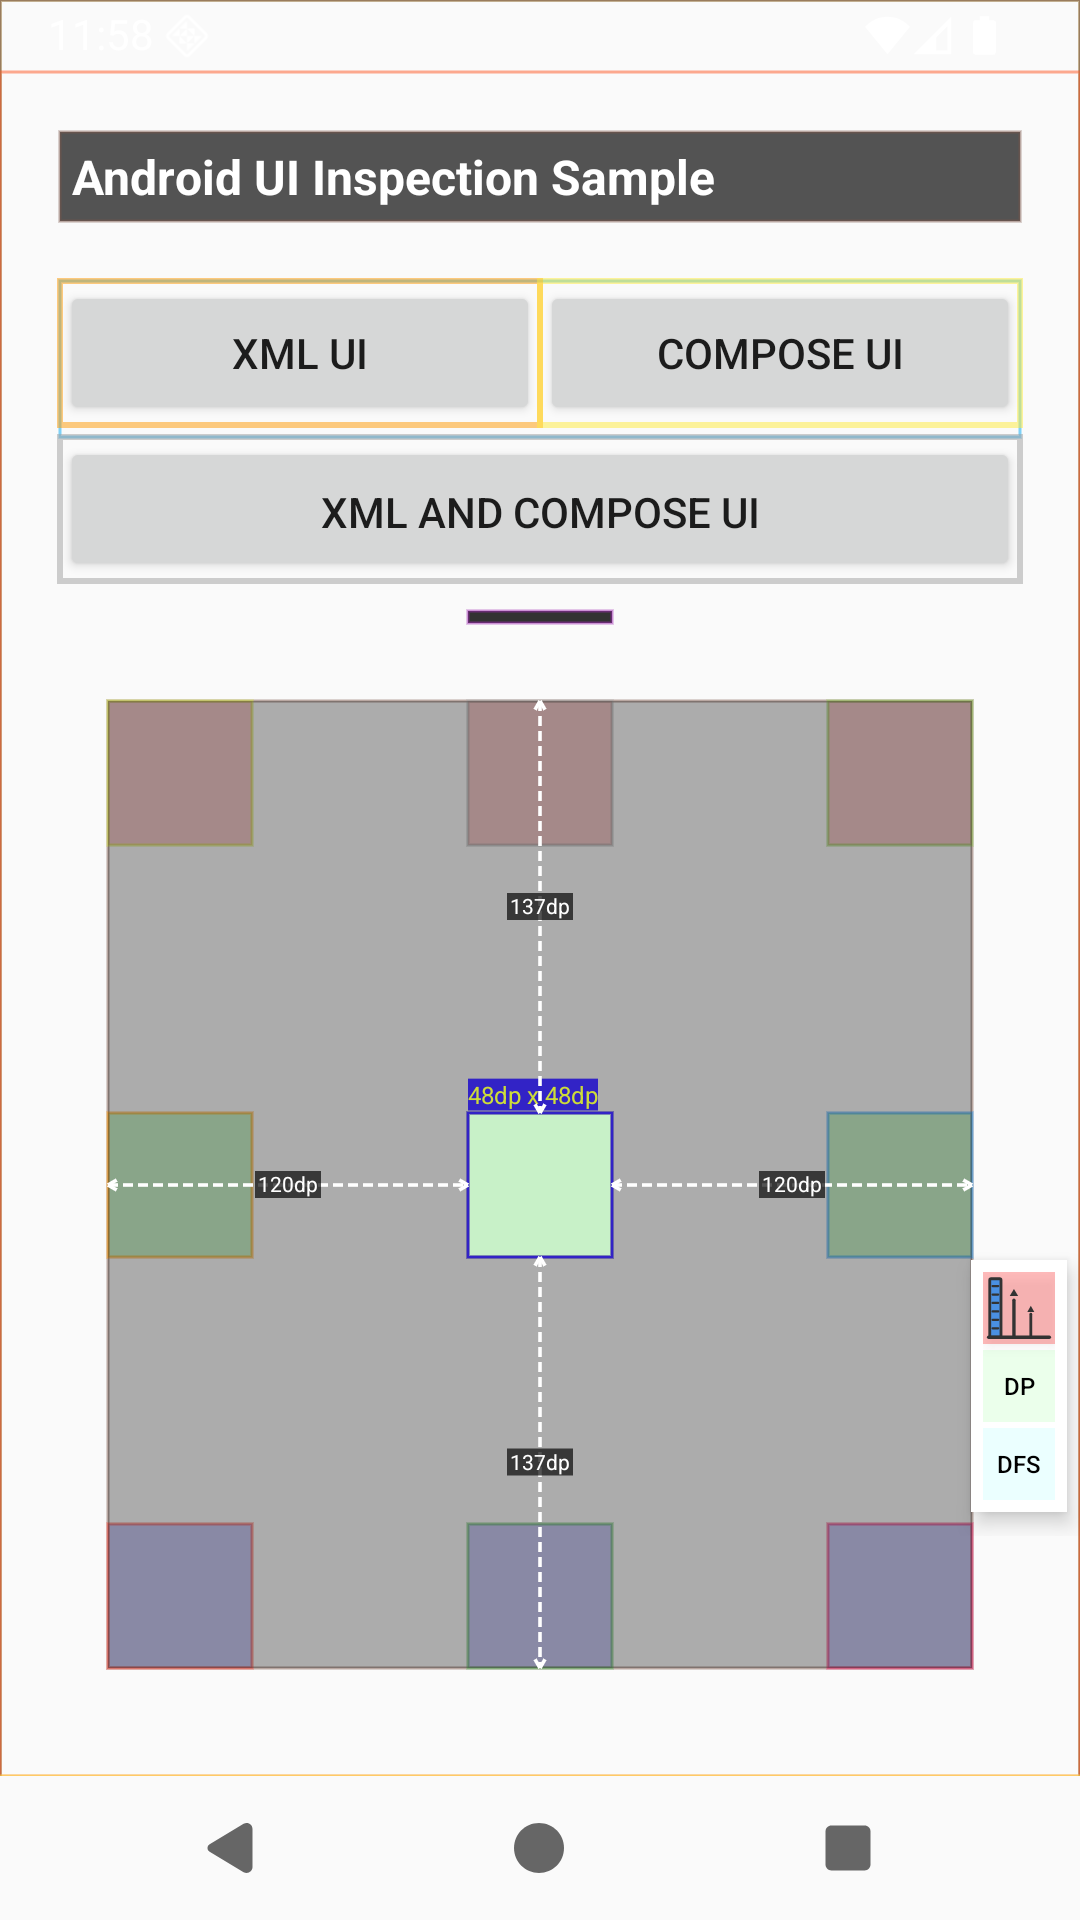 11:58
Android UI Inspection Sample
XML UI
COMPOSE UI
XML AND COMPOSE UI
137dp
48dp x 48dp
120dp
120dp
DP
137dp
DFS